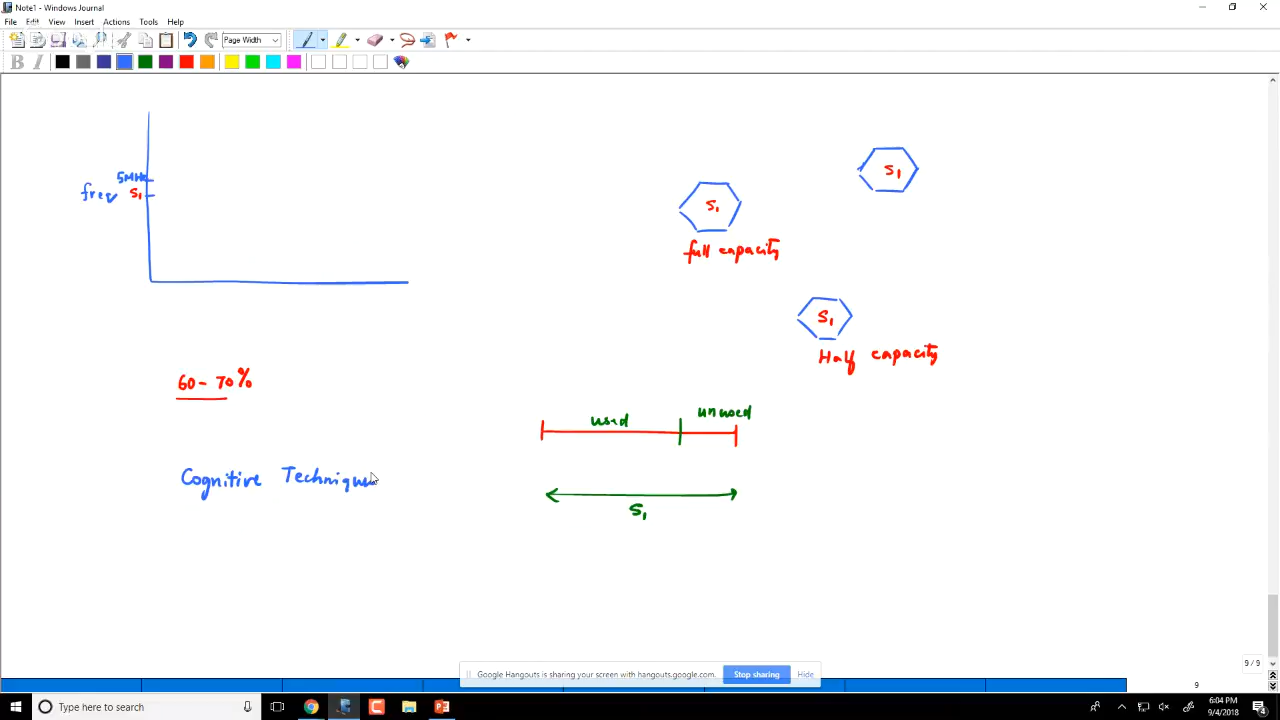 Note1 - Windows Journal
File Edit View Insert Actions Tools Help
Page Width
B I
5MHz
freq S1
S1
S1
full capacity
S1
Half capacity
60 - 70%
used unused
Cognitive Techniques
S1
9 / 9
Google Hangouts is sharing your screen with hangouts.google.com. Stop sharing Hide
9
Type here to search
6:04 PM
9/4/2018
4